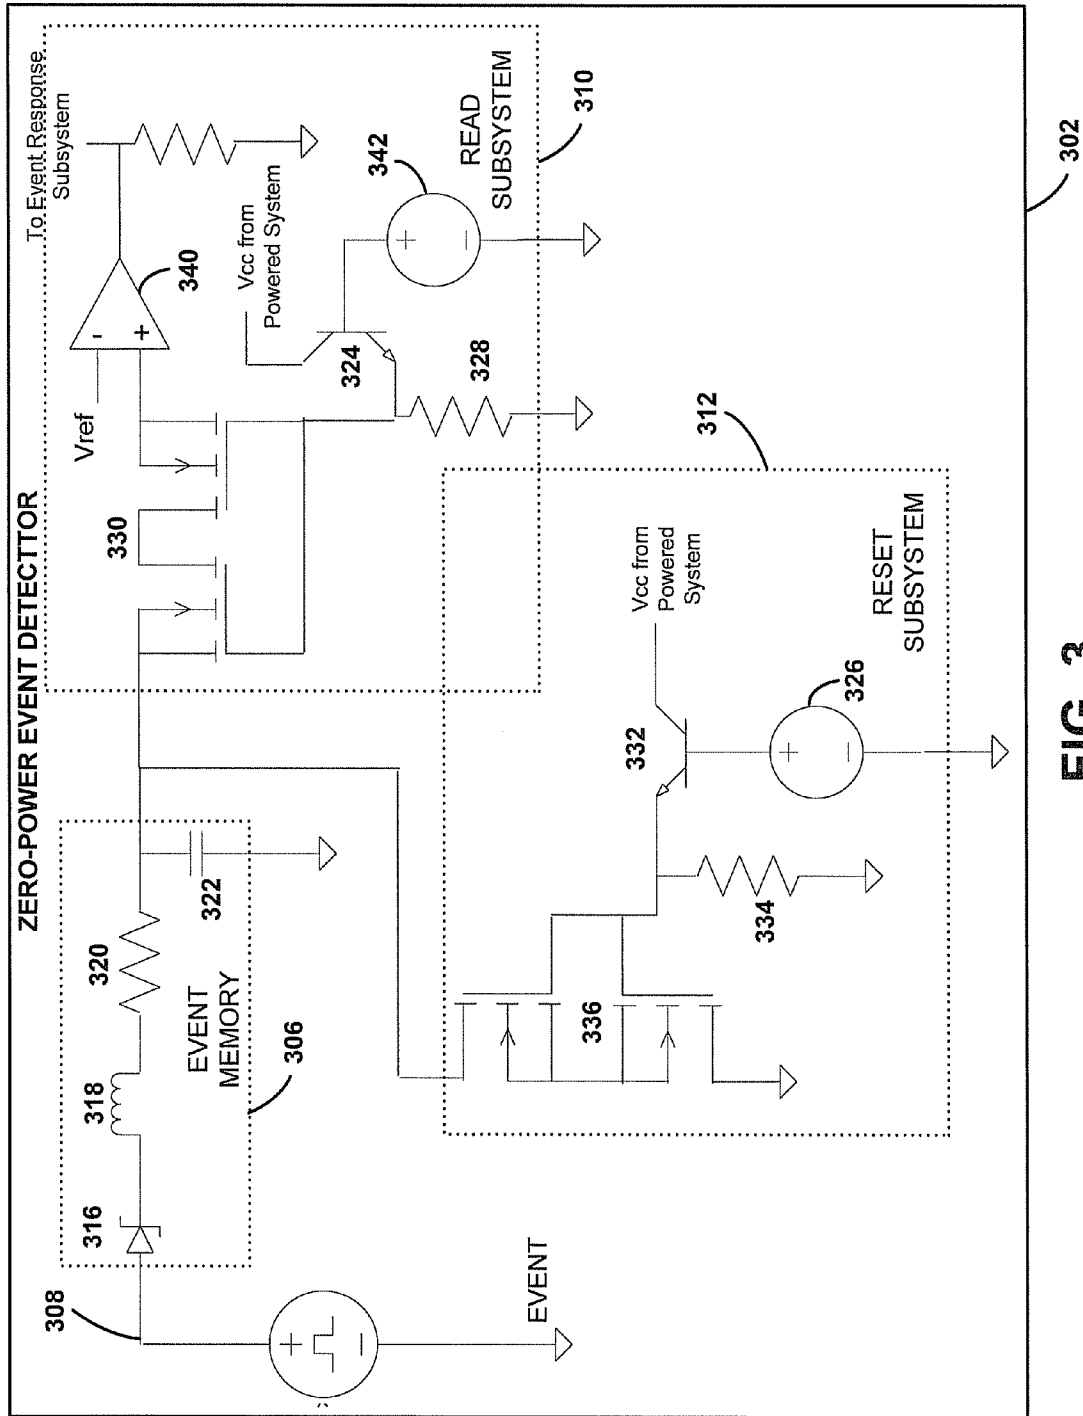 ZERO-POWER EVENT DETECTTOR
308
316
318
320
322
EVENT
MEMORY
306
+
−
EVENT
330
Vref
-
+
340
To Event Response
Subsystem
Vcc from
Powered System
324
328
+
−
342
READ
SUBSYSTEM
310
312
336
334
332
Vcc from
Powered
System
+
−
326
RESET
SUBSYSTEM
302
FIG. 3